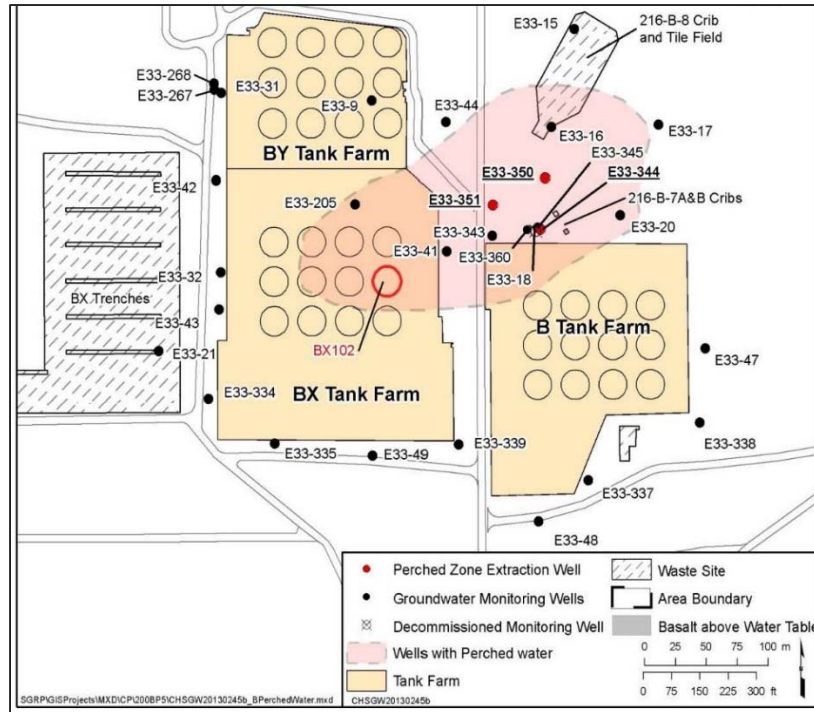 E33-15
216-B-8 Crib
and Tile Field
E33-268
E33-267
E33-31
E33-9
E33-44
E33-16
E33-17
BY Tank Farm
E33-345
E33-350
E33-344
E33-42
E33-205
E33-351
216-B-7A&B Cribs
E33-343
E33-20
E33-41
E33-360
E33-32
E33-18
BX Trenches
E33-43
B Tank Farm
E33-21
BX102
E33-47
BX Tank Farm
E33-334
E33-339
E33-338
E33-335
E33-49
E33-337
E33-48
Perched Zone Extraction Well
Waste Site
Groundwater Monitoring Wells
Area Boundary
Decommissioned Monitoring Well
Basalt above Water Table
Wells with Perched water
0 20 40 60 80 100 m
Tank Farm
0 75 150 225 300 ft
SGRP\GISProjects\MXD\CP\200BP5\CHSGW20130245b_BPerchedWater.mxd
CHSGW20130245b